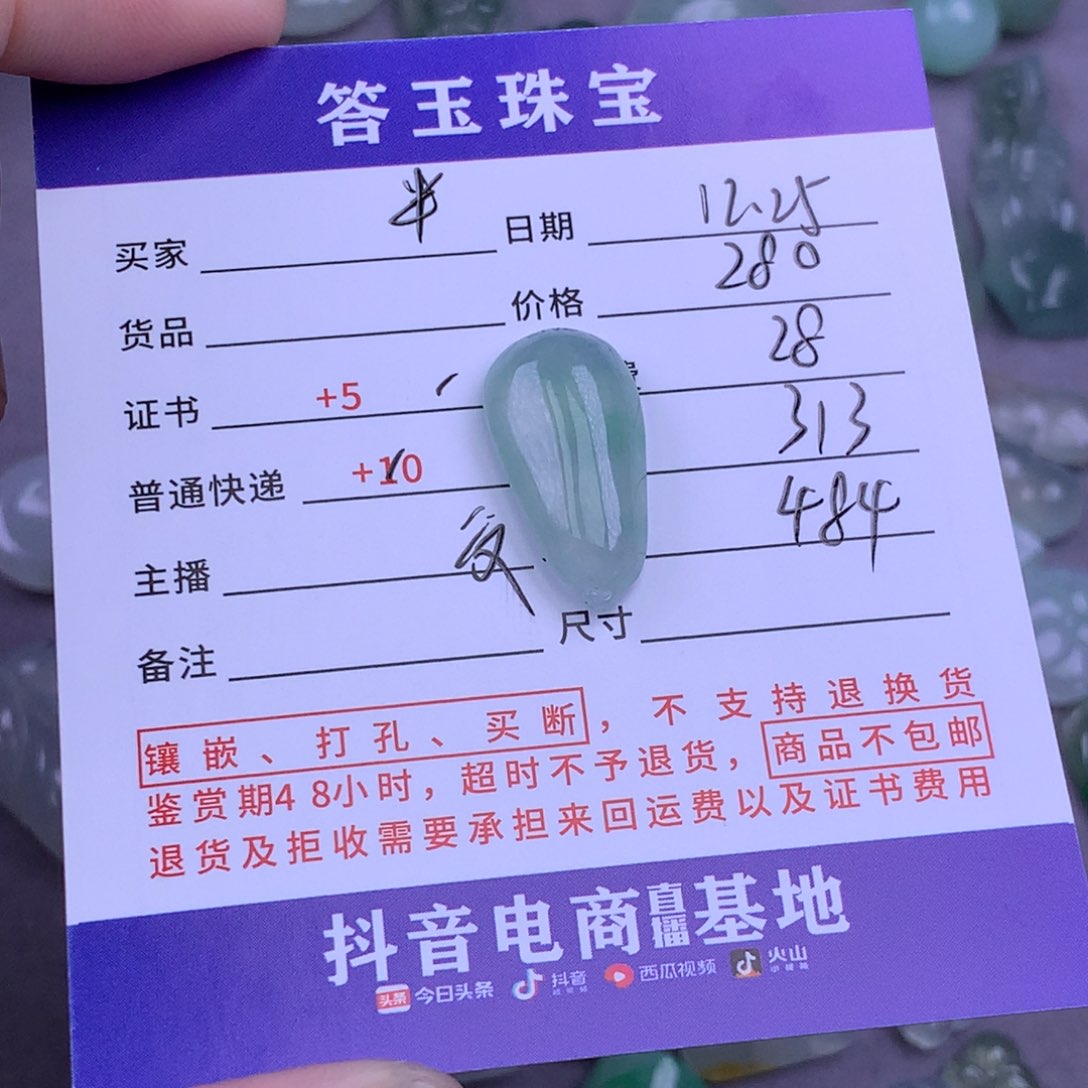 答玉珠宝
买家 半 日期 12.25
货品 价格 280
证书 +5 28
普通快递 +10 313
主播 484
备注 尺寸
镶嵌、打孔、买断，不支持退换货
鉴赏期48小时，超时不予退货，商品不包邮
退货及拒收需要承担来回运费以及证书费用
抖音电商直播基地
头条 今日头条 抖音 西瓜视频 火山